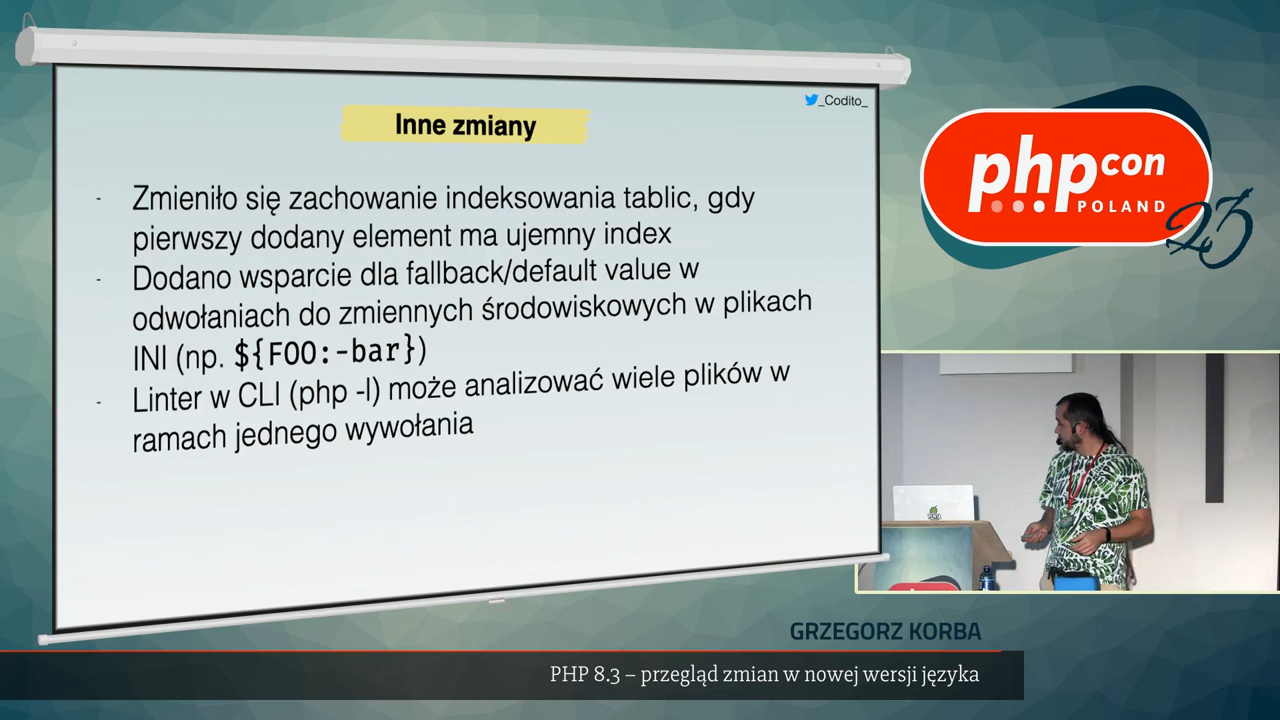 _Codito_
Inne zmiany
- Zmieniło się zachowanie indeksowania tablic, gdy
pierwszy dodany element ma ujemny index
- Dodano wsparcie dla fallback/default value w
odwołaniach do zmiennych środowiskowych w plikach
INI (np. ${FOO:-bar})
- Linter w CLI (php -l) może analizować wiele plików w
ramach jednego wywołania
phpcon
POLAND
23
GRZEGORZ KORBA
PHP 8.3 – przegląd zmian w nowej wersji języka